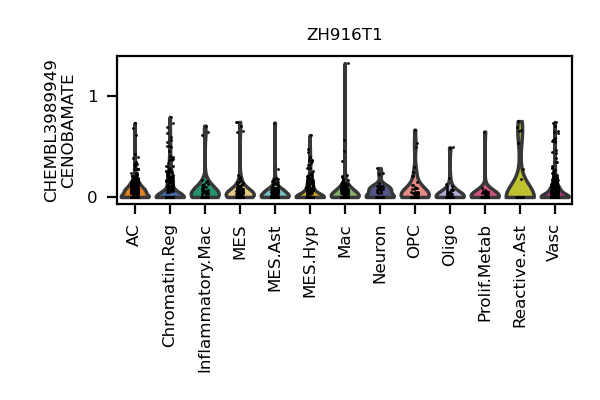 ZH916T1
CHEMBL3989949
CENOBAMATE
1
0
AC
Chromatin.Reg
Inflammatory.Mac
MES
MES.Ast
MES.Hyp
Mac
Neuron
OPC
Oligo
Prolif.Metab
Reactive.Ast
Vasc